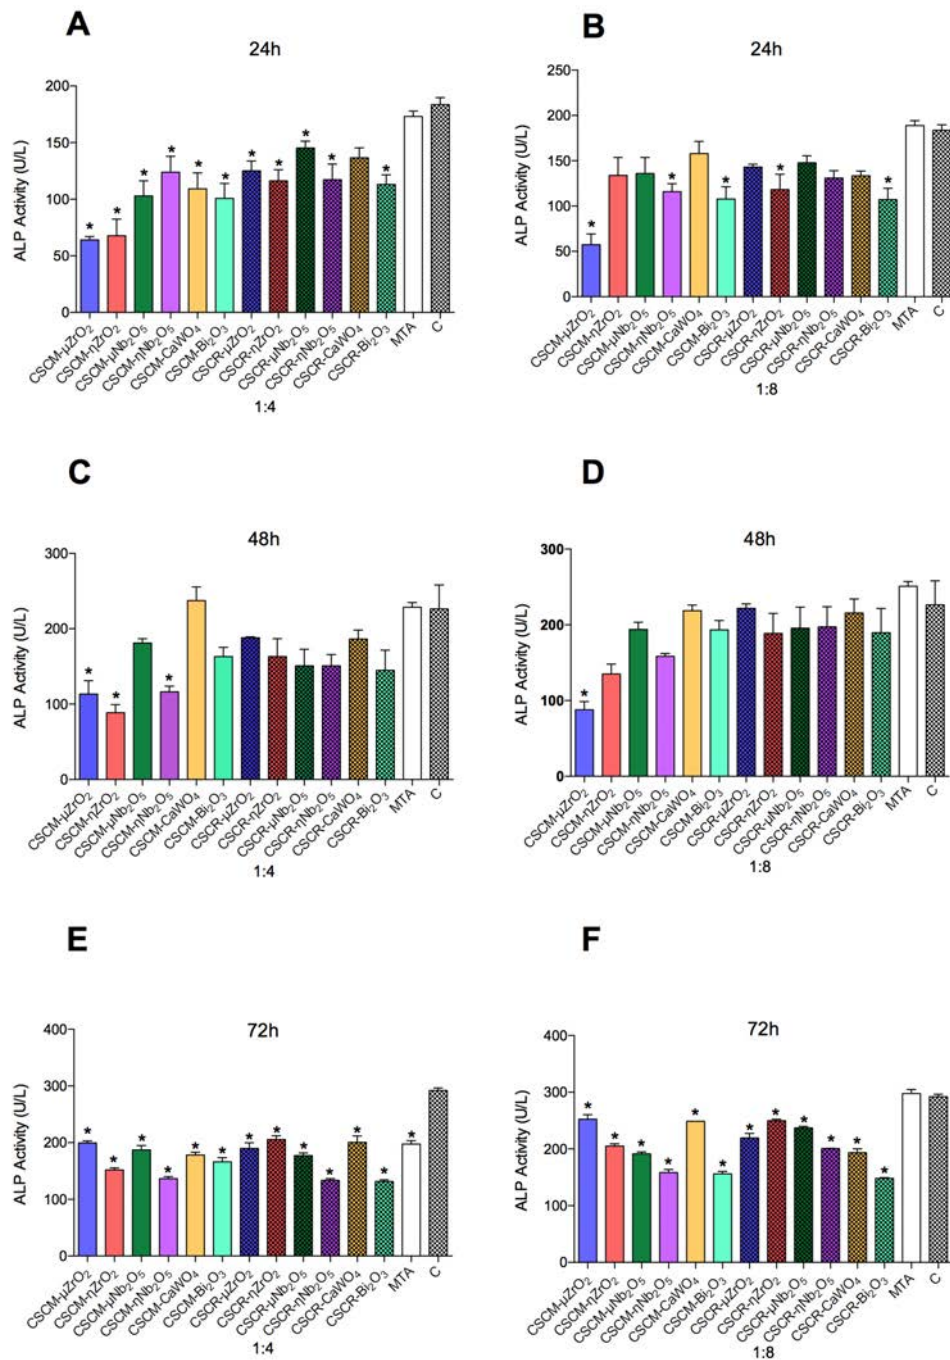 A
24h
ALP Activity (U/L)
200
150
100
50
0
* * * * * * * * * * *
CSCM-µZrO₂
CSCM-ηZrO₂
CSCM-µNb₂O₅
CSCM-ηNb₂O₅
CSCM-CaWO₄
CSCM-Bi₂O₃
CSCR-µZrO₂
CSCR-ηZrO₂
CSCR-µNb₂O₅
CSCR-ηNb₂O₅
CSCR-CaWO₄
CSCR-Bi₂O₃
MTA
C
1:4
B
24h
ALP Activity (U/L)
250
200
150
100
50
0
* * * * *
CSCM-µZrO₂
CSCM-ηZrO₂
CSCM-µNb₂O₅
CSCM-ηNb₂O₅
CSCM-CaWO₄
CSCM-Bi₂O₃
CSCR-µZrO₂
CSCR-ηZrO₂
CSCR-µNb₂O₅
CSCR-ηNb₂O₅
CSCR-CaWO₄
CSCR-Bi₂O₃
MTA
C
1:8
C
48h
ALP Activity (U/L)
300
200
100
0
* * *
CSCM-µZrO₂
CSCM-ηZrO₂
CSCM-µNb₂O₅
CSCM-ηNb₂O₅
CSCM-CaWO₄
CSCM-Bi₂O₃
CSCR-µZrO₂
CSCR-ηZrO₂
CSCR-µNb₂O₅
CSCR-ηNb₂O₅
CSCR-CaWO₄
CSCR-Bi₂O₃
MTA
C
1:4
D
48h
ALP Activity (U/L)
300
200
100
0
*
CSCM-µZrO₂
CSCM-ηZrO₂
CSCM-µNb₂O₅
CSCM-ηNb₂O₅
CSCM-CaWO₄
CSCM-Bi₂O₃
CSCR-µZrO₂
CSCR-ηZrO₂
CSCR-µNb₂O₅
CSCR-ηNb₂O₅
CSCR-CaWO₄
CSCR-Bi₂O₃
MTA
C
1:8
E
72h
ALP Activity (U/L)
400
300
200
100
0
* * * * * * * * * * * * *
CSCM-µZrO₂
CSCM-ηZrO₂
CSCM-µNb₂O₅
CSCM-ηNb₂O₅
CSCM-CaWO₄
CSCM-Bi₂O₃
CSCR-µZrO₂
CSCR-ηZrO₂
CSCR-µNb₂O₅
CSCR-ηNb₂O₅
CSCR-CaWO₄
CSCR-Bi₂O₃
MTA
C
1:4
F
72h
ALP Activity (U/L)
400
300
200
100
0
* * * * * * * * * * * *
CSCM-µZrO₂
CSCM-ηZrO₂
CSCM-µNb₂O₅
CSCM-ηNb₂O₅
CSCM-CaWO₄
CSCM-Bi₂O₃
CSCR-µZrO₂
CSCR-ηZrO₂
CSCR-µNb₂O₅
CSCR-ηNb₂O₅
CSCR-CaWO₄
CSCR-Bi₂O₃
MTA
C
1:8